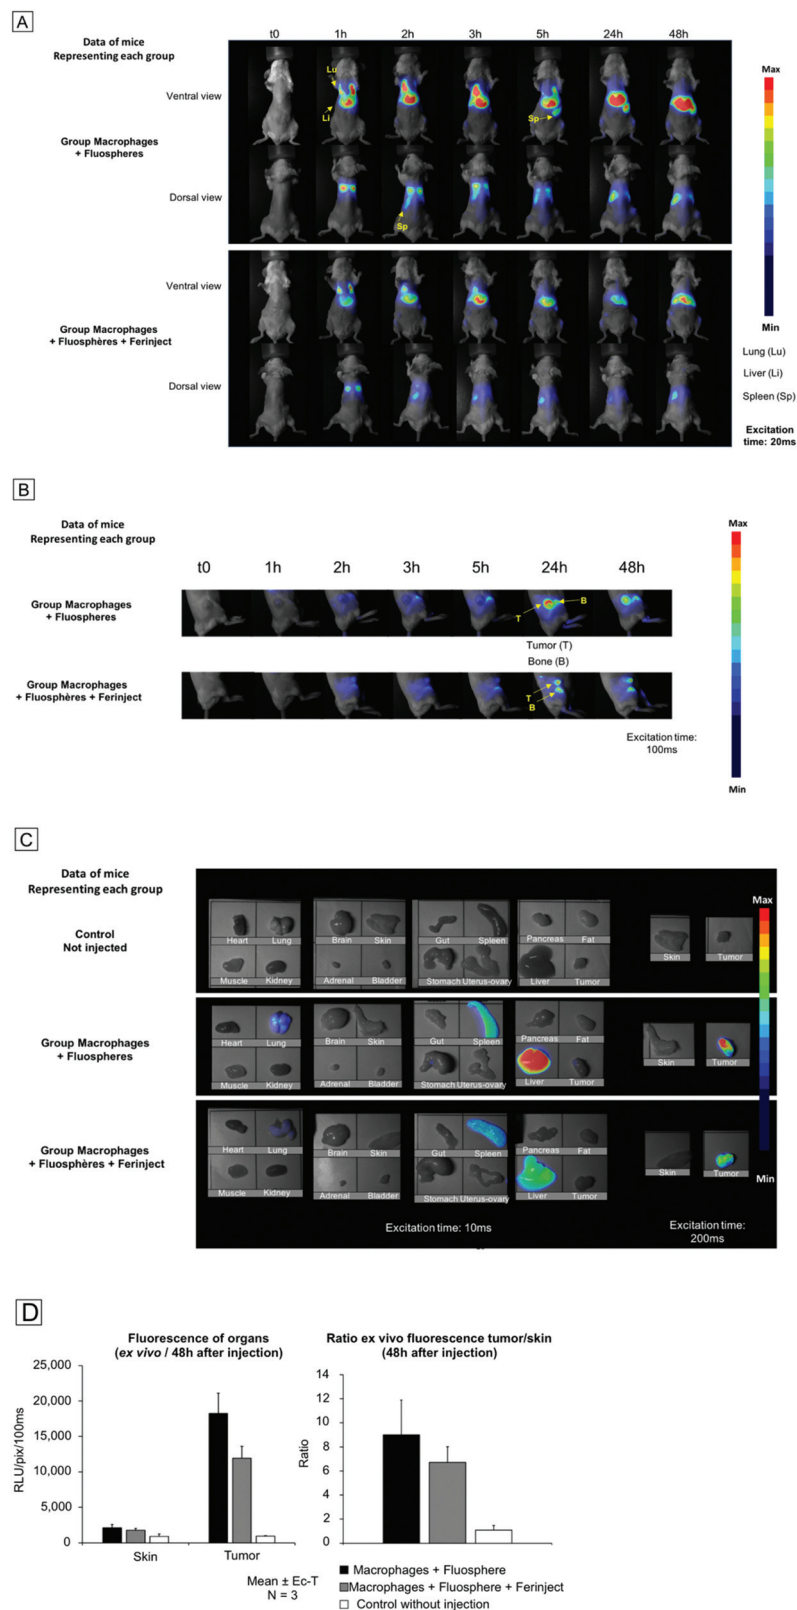 A
Data of mice
Representing each group
t0 1h 2h 3h 5h 24h 48h
Max
Lu
Ventral view
Li
Sp
Group Macrophages
+ Fluospheres
Dorsal view
Sp
Ventral view
Min
Group Macrophages
+ Fluosphères + Ferinject
Lung (Lu)
Liver (Li)
Dorsal view
Spleen (Sp)
Excitation
time: 20ms
B
Data of mice
Representing each group
Max
t0 1h 2h 3h 5h 24h 48h
Group Macrophages
+ Fluospheres
B
T
Tumor (T)
Bone (B)
Group Macrophages
+ Fluosphères + Ferinject
T
B
Excitation time:
100ms
Min
C
Data of mice
Representing each group
Max
Control
Not injected
Heart Lung Brain Skin Gut Spleen Pancreas Fat Skin Tumor
Muscle Kidney Adrenal Bladder Stomach Uterus-ovary Liver Tumor
Group Macrophages
+ Fluospheres
Heart Lung Brain Skin Gut Spleen Pancreas Fat Skin Tumor
Muscle Kidney Adrenal Bladder Stomach Uterus-ovary Liver Tumor
Group Macrophages
+ Fluosphères + Ferinject
Heart Lung Brain Skin Gut Spleen Pancreas Fat Skin Tumor
Muscle Kidney Adrenal Bladder Stomach Uterus-ovary Liver Tumor
Min
Excitation time: 10ms
Excitation time:
200ms
D
Fluorescence of organs
(ex vivo / 48h after injection)
RLU/pix/100ms
25,000
20,000
15,000
10,000
5,000
0
Skin Tumor
Mean ± Ec-T
N = 3
Ratio ex vivo fluorescence tumor/skin
(48h after injection)
Ratio
14
12
10
8
6
4
2
0
Macrophages + Fluosphere
Macrophages + Fluosphere + Ferinject
Control without injection